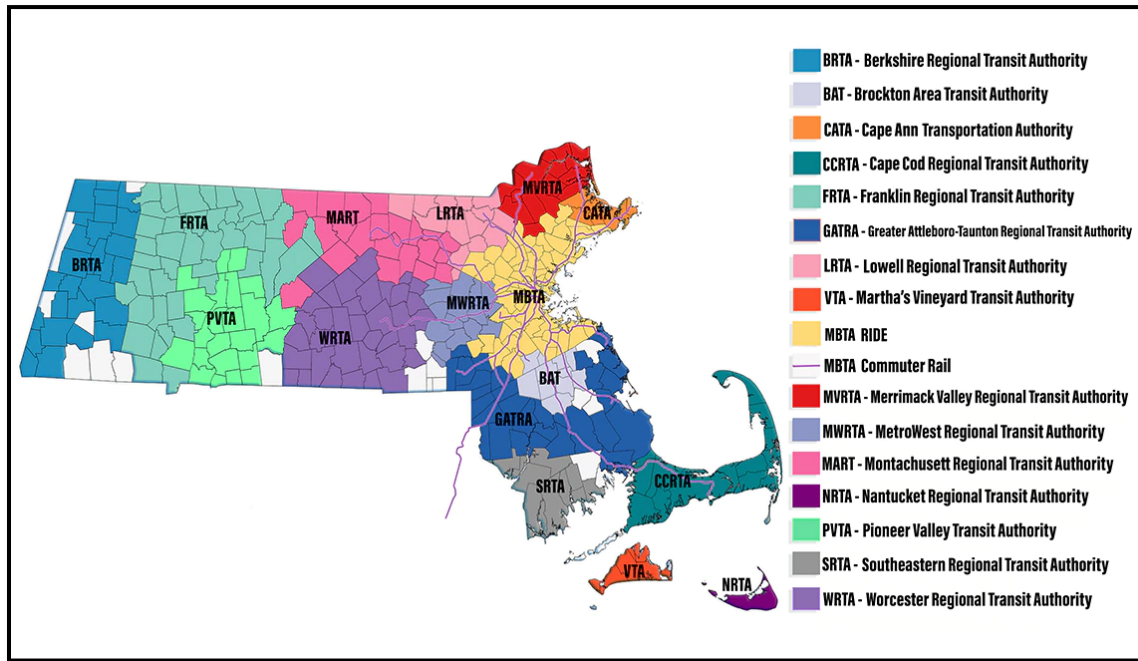 BRTA - Berkshire Regional Transit Authority
BAT - Brockton Area Transit Authority
CATA - Cape Ann Transportation Authority
CCRTA - Cape Cod Regional Transit Authority
FRTA - Franklin Regional Transit Authority
GATRA - Greater Attleboro-Taunton Regional Transit Authority
LRTA - Lowell Regional Transit Authority
VTA - Martha's Vineyard Transit Authority
MBTA RIDE
MBTA Commuter Rail
MVRTA - Merrimack Valley Regional Transit Authority
MWRTA - MetroWest Regional Transit Authority
MART - Montachusett Regional Transit Authority
NRTA - Nantucket Regional Transit Authority
PVTA - Pioneer Valley Transit Authority
SRTA - Southeastern Regional Transit Authority
WRTA - Worcester Regional Transit Authority
MVRTA
FRTA
MART
LRTA
CATA
BRTA
MBTA
MWRTA
PVTA
WRTA
BAT
GATRA
SRTA
CCRTA
VTA
NRTA